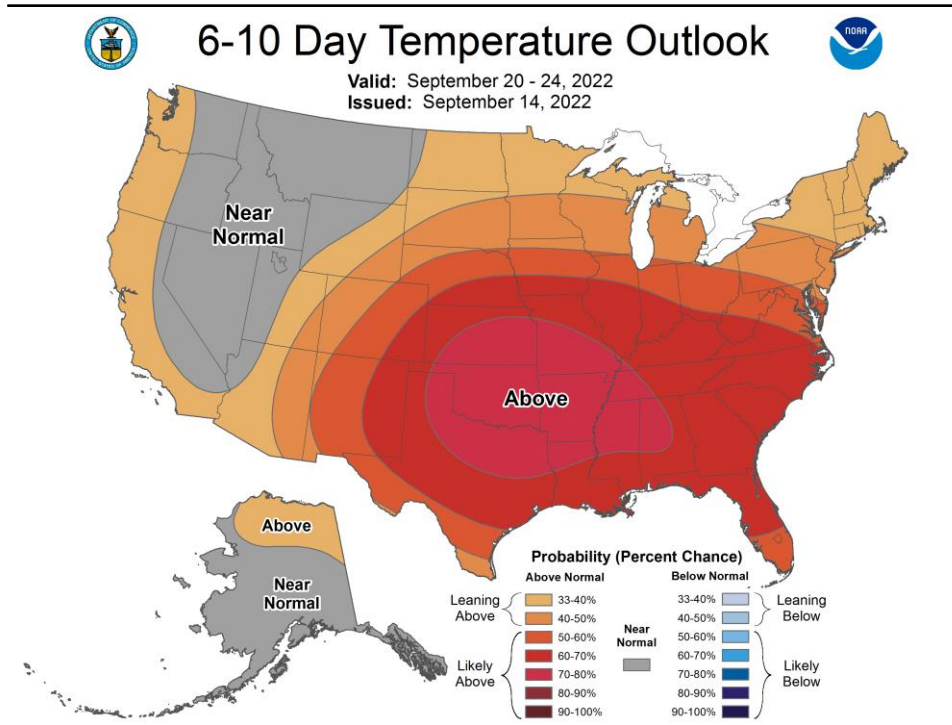 6-10 Day Temperature Outlook
NOAA
Valid: September 20 - 24, 2022
Issued: September 14, 2022
Near
Normal
Above
Above
Near
Normal
Probability (Percent Chance)
Above Normal
Below Normal
Leaning
Above
33-40%
40-50%
Likely
Above
50-60%
60-70%
70-80%
80-90%
90-100%
Near
Normal
33-40%
40-50%
Leaning
Below
50-60%
60-70%
70-80%
80-90%
90-100%
Likely
Below